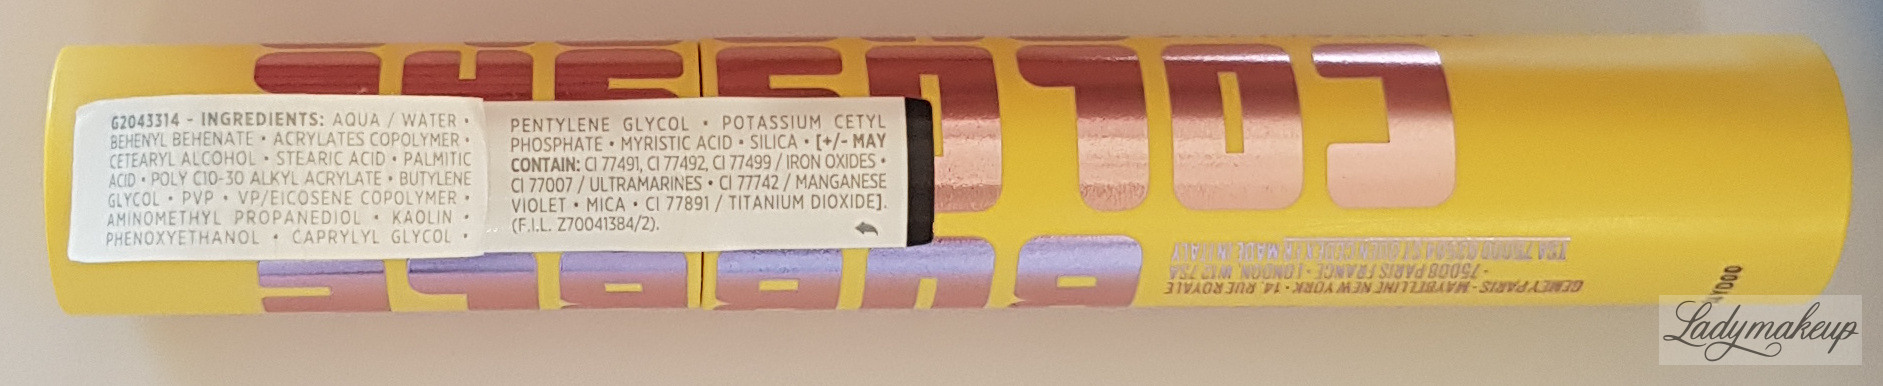 G2043314 - INGREDIENTS: AQUA / WATER •
BEHENYL BEHENATE • ACRYLATES COPOLYMER •
CETEARYL ALCOHOL • STEARIC ACID • PALMITIC
ACID • POLY C10-30 ALKYL ACRYLATE • BUTYLENE
GLYCOL • PVP • VP/EICOSENE COPOLYMER •
AMINOMETHYL PROPANEDIOL • KAOLIN •
PHENOXYETHANOL • CAPRYLYL GLYCOL •
PENTYLENE GLYCOL • POTASSIUM CETYL
PHOSPHATE • MYRISTIC ACID • SILICA • [+/- MAY
CONTAIN: CI 77491, CI 77492, CI 77499 / IRON OXIDES •
CI 77007 / ULTRAMARINES • CI 77742 / MANGANESE
VIOLET • MICA • CI 77891 / TITANIUM DIOXIDE].
(F.I.L. Z70041384/2).
COLOSSAL
GEMEY-PARIS - MAYBELLINE NEW YORK • 14, RUE ROYALE
75008 PARIS FRANCE • LONDON, W12 7SA
MADE IN ITALY
Ladymakeup